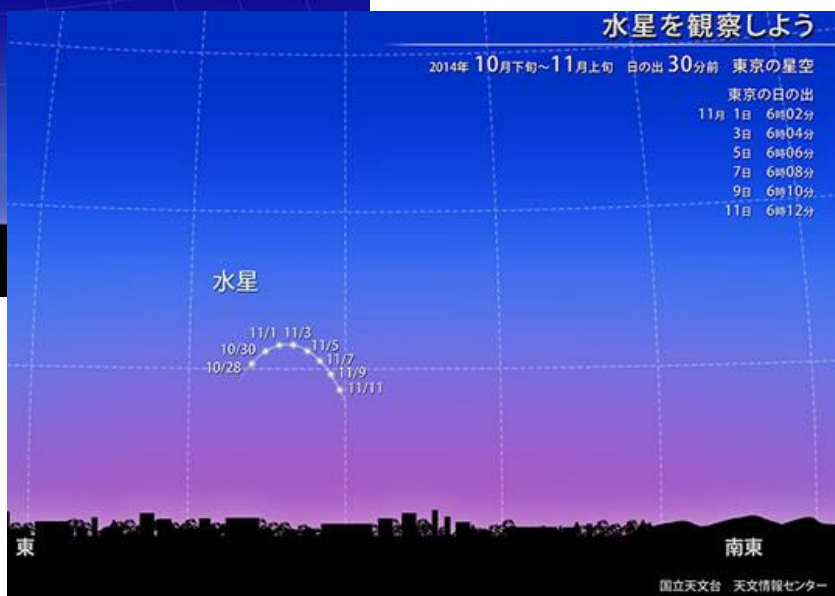 水星を観察しよう
2014年 10月下旬〜11月上旬 日の出 30分前 東京の星空
東京の日の出
11月 1日 6時02分
3日 6時04分
5日 6時06分
7日 6時08分
9日 6時10分
11日 6時12分
水星
11/1 11/3
10/30 11/5
10/28 11/7
11/9
11/11
東 南東
国立天文台 天文情報センター